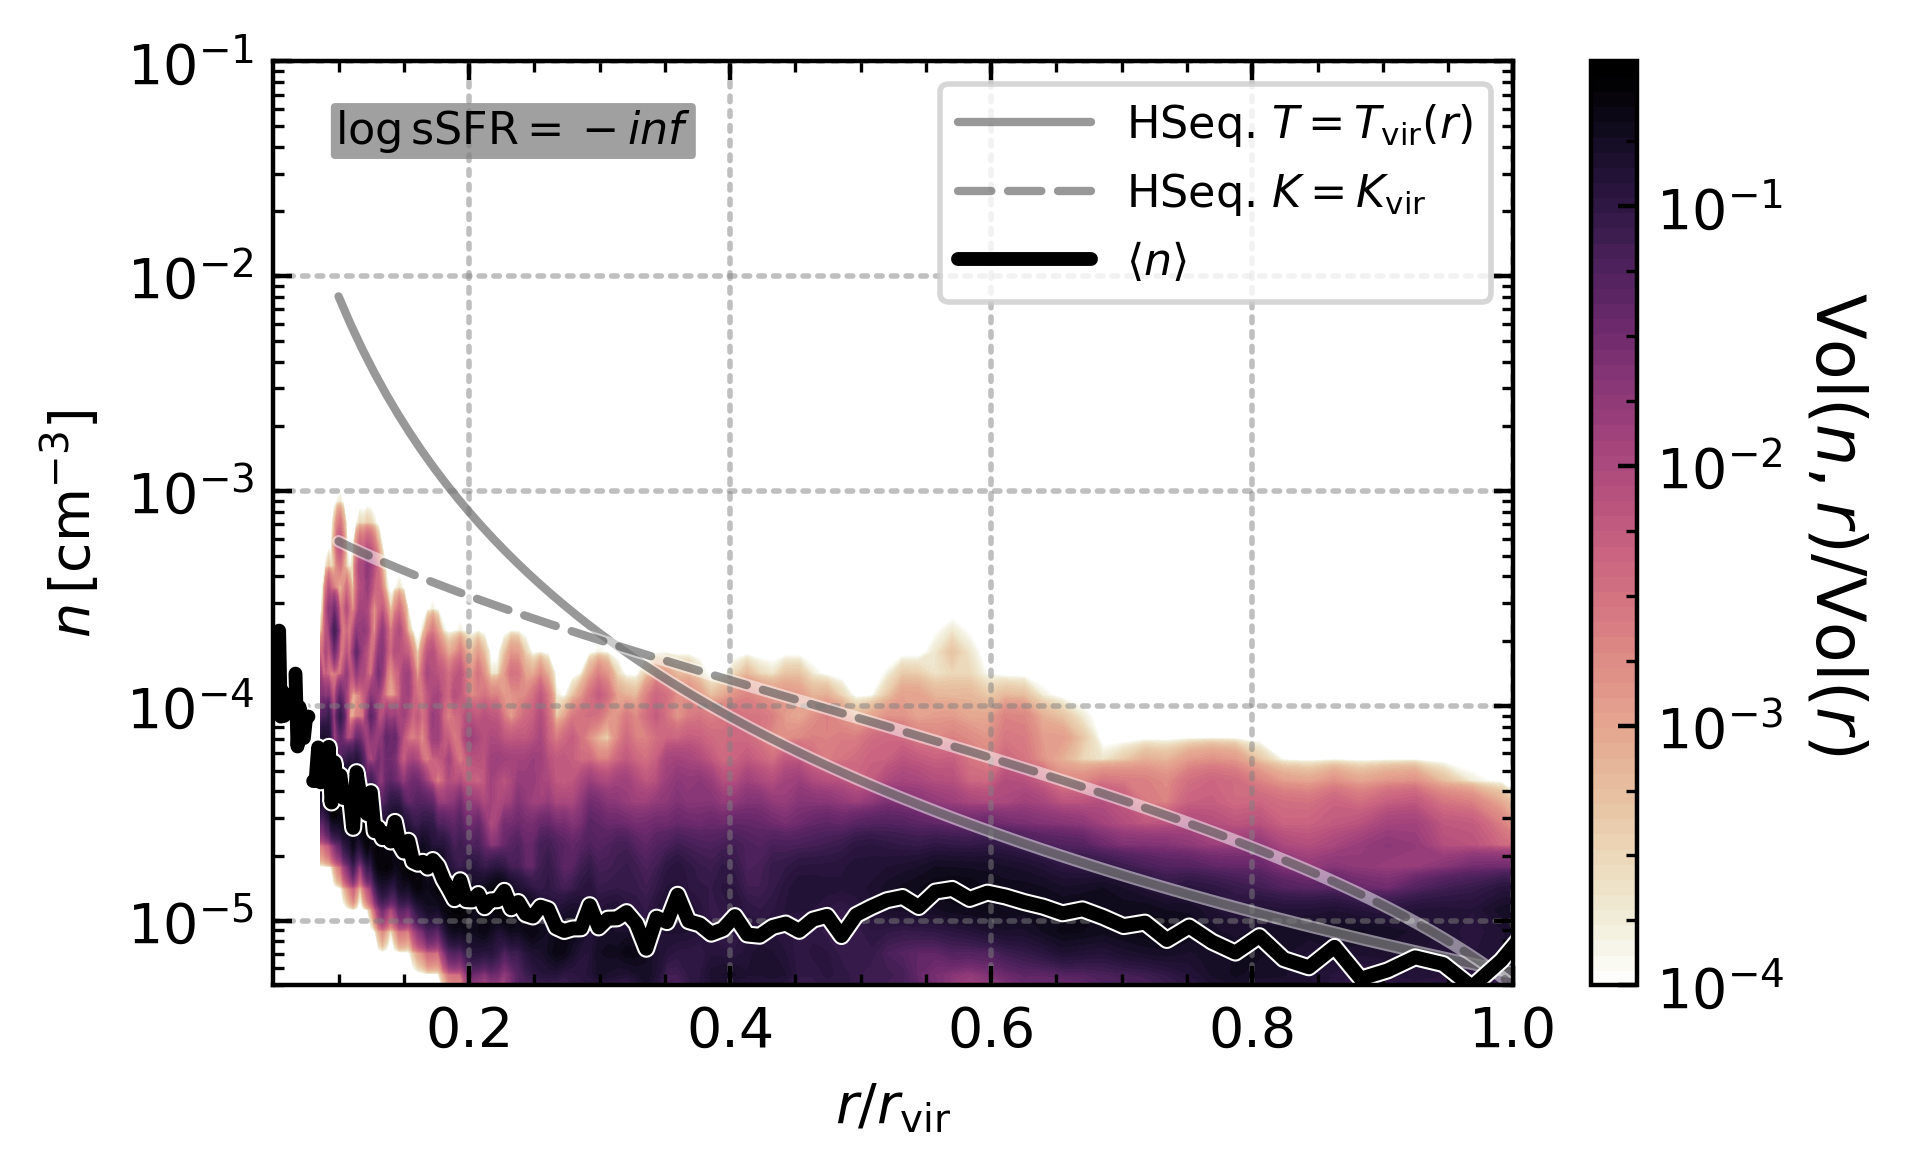 10⁻¹
10⁻²
10⁻³
10⁻⁴
10⁻⁵
n [cm⁻³]
log sSFR = −inf
HSeq. T = T_vir(r)
HSeq. K = K_vir
⟨n⟩
0.2 0.4 0.6 0.8 1.0
r/r_vir
10⁻¹
10⁻²
10⁻³
10⁻⁴
Vol(n, r)/Vol(r)